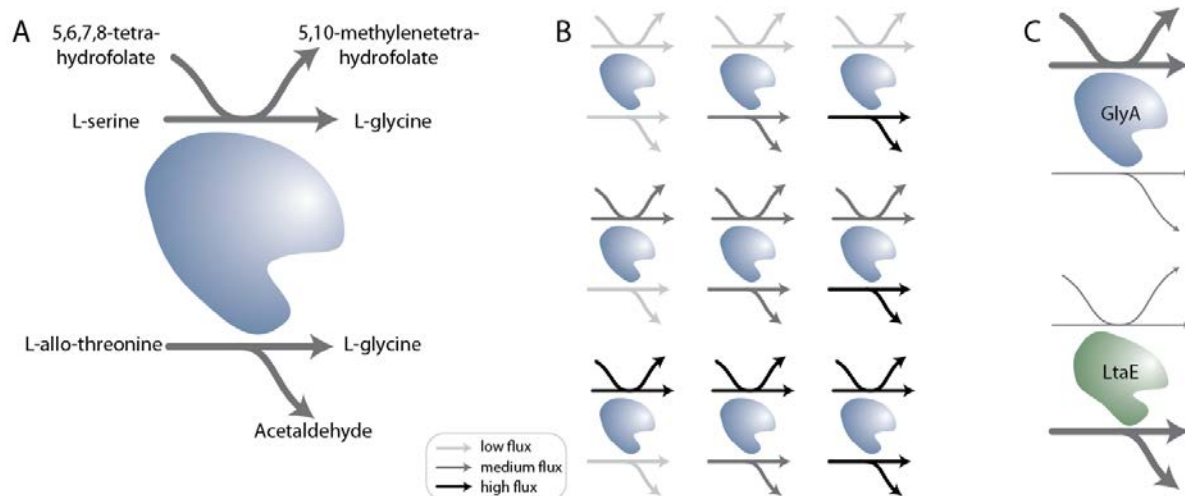 A
5,6,7,8-tetra-
hydrofolate
5,10-methylenetetra-
hydrofolate
L-serine
L-glycine
L-allo-threonine
L-glycine
Acetaldehyde
low flux
medium flux
high flux
B
C
GlyA
LtaE